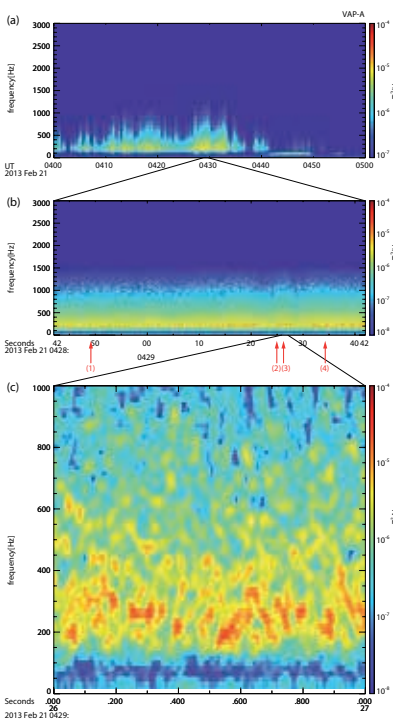 VAP-A
(a)
3000
2500
2000
1500
1000
500
0
frequency[Hz]
10-4
10-5
10-6
10-7
UT 0400 0410 0420 0430 0440 0450 0500
2013 Feb 21
(b)
3000
2500
2000
1500
1000
500
0
frequency[Hz]
10-4
10-5
10-6
10-7
10-8
Seconds 42 50 00 10 20 30 40 42
2013 Feb 21 0428: 0429
(1) (2) (3) (4)
(c)
1000
800
600
400
200
0
frequency[Hz]
10-4
10-5
10-6
10-7
10-8
Seconds .000 .200 .400 .600 .800 .000
26 27
2013 Feb 21 0429: